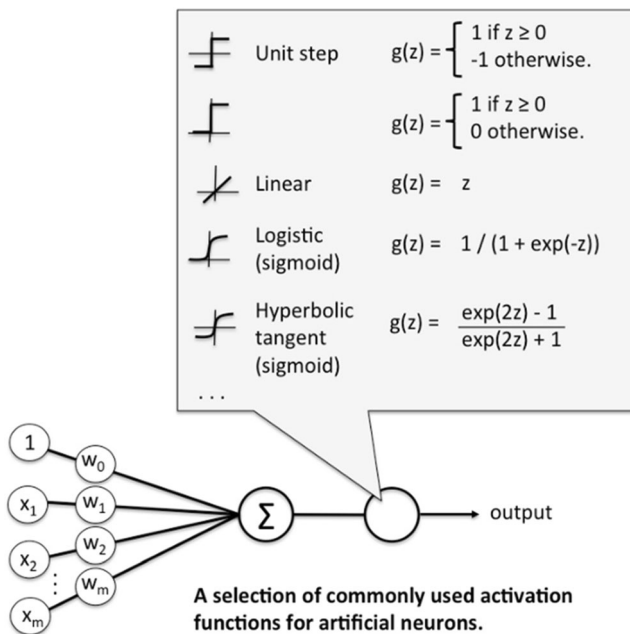 Unit step g(z) = { 1 if z ≥ 0
-1 otherwise.
g(z) = { 1 if z ≥ 0
0 otherwise.
Linear g(z) = z
Logistic
(sigmoid) g(z) = 1 / (1 + exp(-z))
Hyperbolic
tangent
(sigmoid) g(z) = exp(2z) - 1
exp(2z) + 1
...
1 w₀
x₁ w₁ Σ output
x₂ w₂
⋮ wₘ
xₘ
A selection of commonly used activation
functions for artificial neurons.